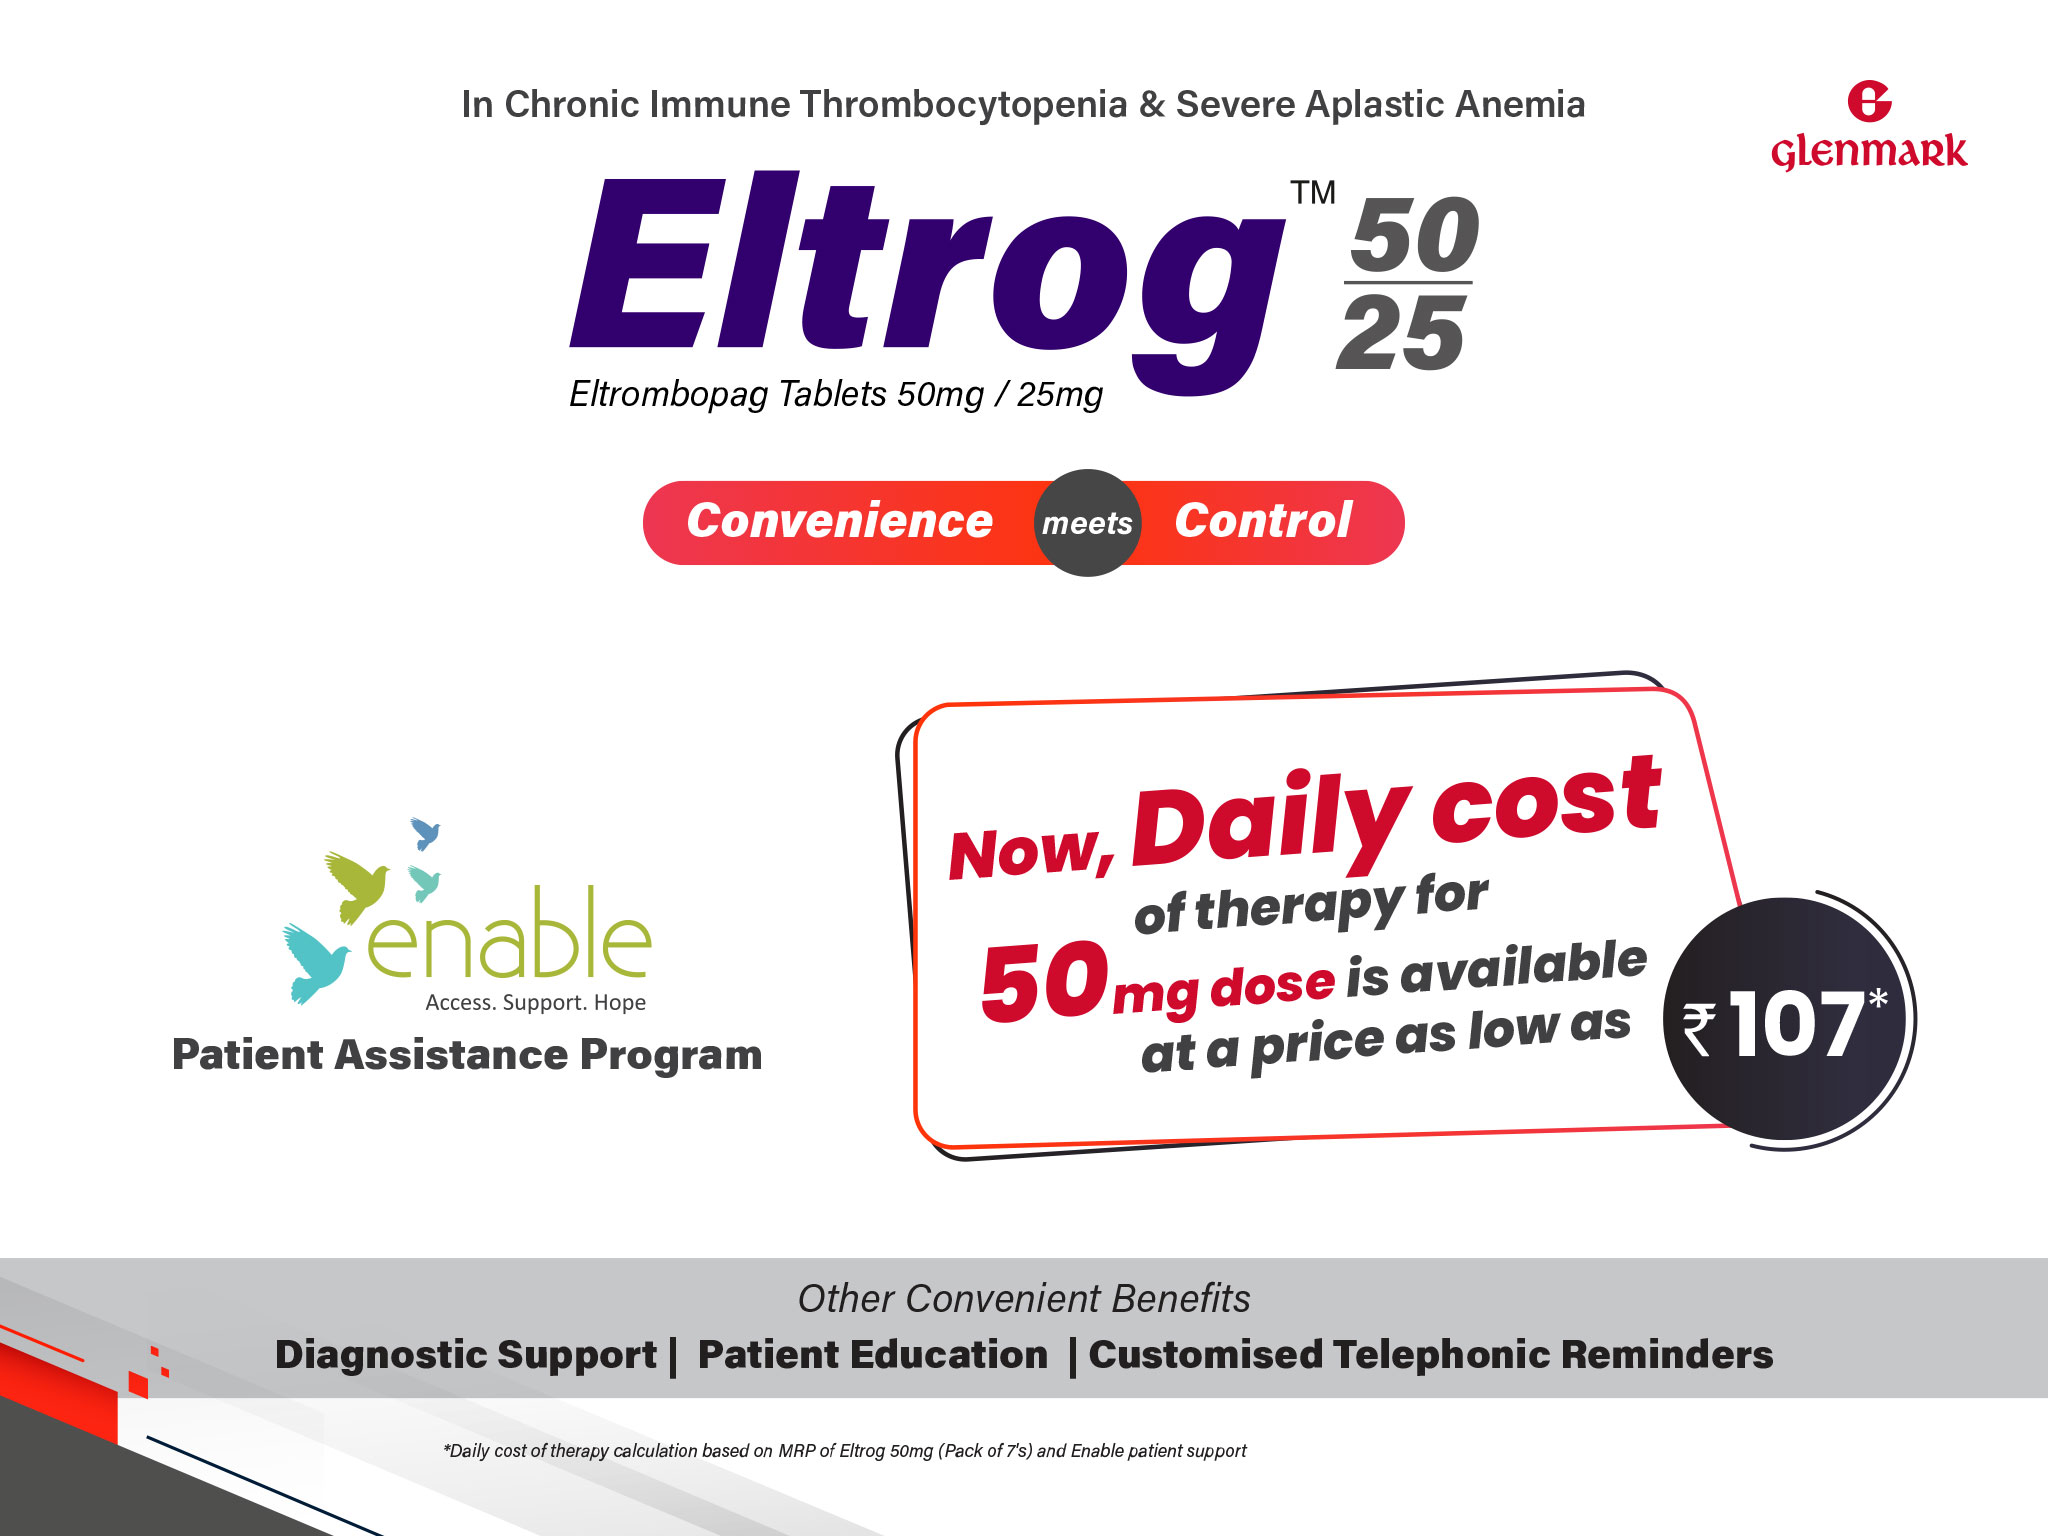 In Chronic Immune Thrombocytopenia & Severe Aplastic Anemia
glenmark
Eltrog™ 50
25
Eltrombopag Tablets 50mg / 25mg
Convenience meets Control
Now, Daily cost
of therapy for
50mg dose is available
at a price as low as
₹107*
enable
Access. Support. Hope
Patient Assistance Program
Other Convenient Benefits
Diagnostic Support | Patient Education | Customised Telephonic Reminders
*Daily cost of therapy calculation based on MRP of Eltrog 50mg (Pack of 7's) and Enable patient support